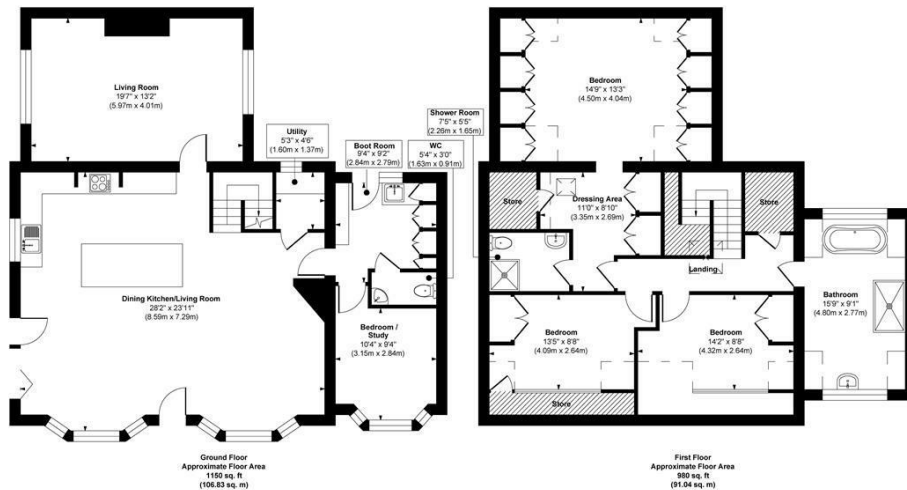 Living Room
19'7" x 13'2"
(5.97m x 4.01m)
Utility
5'3" x 4'6"
(1.60m x 1.37m)
Boot Room
9'4" x 9'2"
(2.84m x 2.79m)
WC
5'4" x 3'0"
(1.63m x 0.91m)
Dining Kitchen/Living Room
28'2" x 23'11"
(8.59m x 7.29m)
Bedroom /
Study
10'4" x 9'4"
(3.15m x 2.84m)
Ground Floor
Approximate Floor Area
1150 sq. ft
(106.83 sq. m)
Shower Room
7'5" x 5'5"
(2.26m x 1.65m)
Bedroom
14'9" x 13'3"
(4.50m x 4.04m)
Store
Dressing Area
11'0" x 8'10"
(3.35m x 2.69m)
Store
Landing
Bathroom
15'9" x 9'1"
(4.80m x 2.77m)
Bedroom
13'5" x 8'8"
(4.09m x 2.64m)
Bedroom
14'2" x 8'8"
(4.32m x 2.64m)
Store
First Floor
Approximate Floor Area
980 sq. ft
(91.04 sq. m)